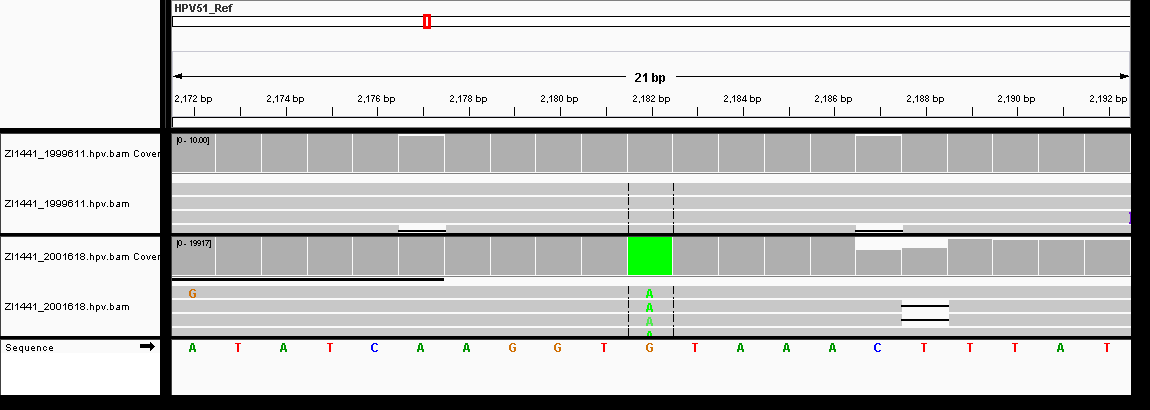 HPV51_Ref
21 bp
2,172 bp 2,174 bp 2,176 bp 2,178 bp 2,180 bp 2,182 bp 2,184 bp 2,186 bp 2,188 bp 2,190 bp 2,192 bp
[0 - 10.00]
ZI1441_1999611.hpv.bam Cover
ZI1441_1999611.hpv.bam
[0 - 19917]
ZI1441_2001618.hpv.bam Cover
G A
ZI1441_2001618.hpv.bam A
A
A
Sequence A T A T C A A G G T G T A A A C T T T A T